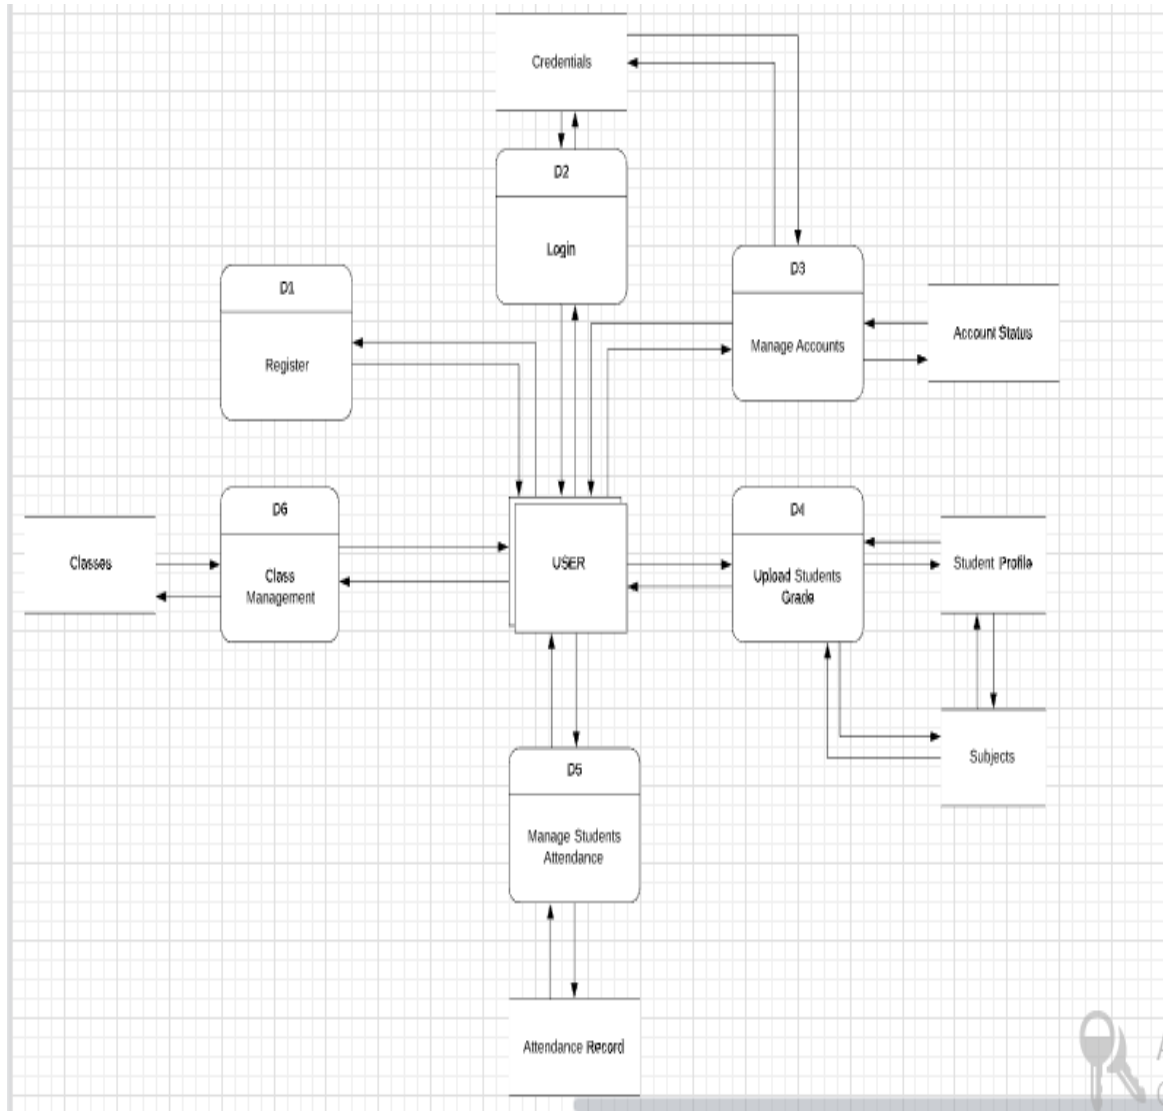 Credentials
D2
Login
D3
Manage Accounts
Account Status
D1
Register
D6
Class
Management
Classes
USER
D4
Upload Students
Grade
Student Profile
Subjects
D5
Manage Students
Attendance
Attendance Record